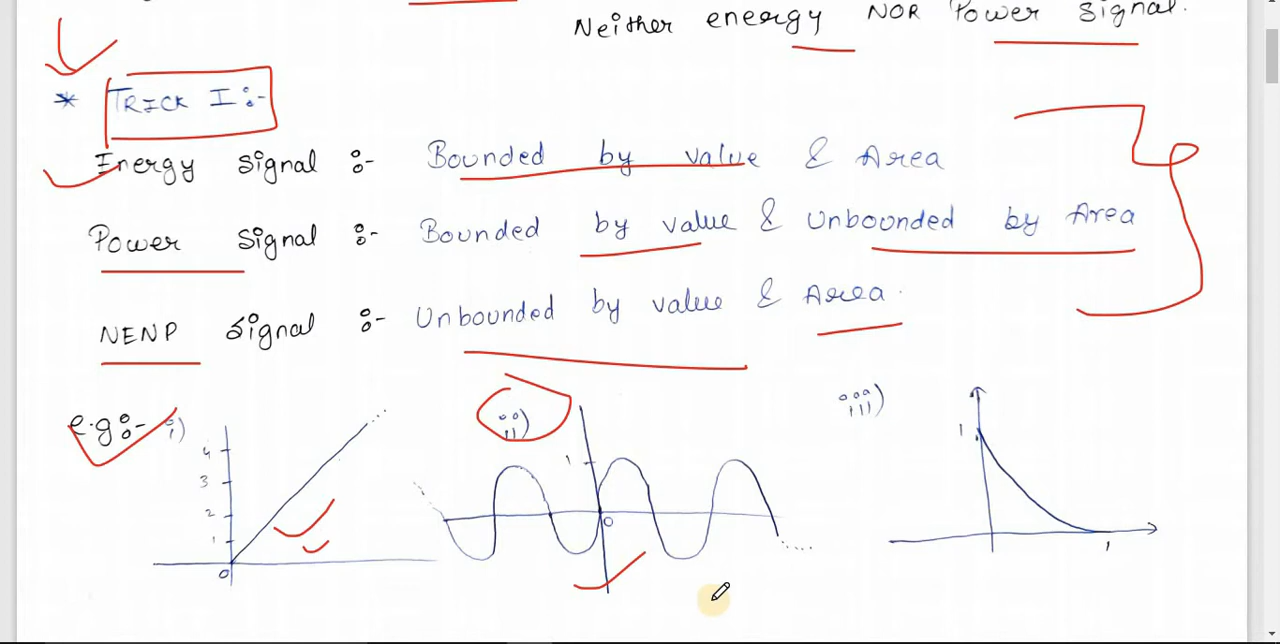 Neither energy NOR Power signal.
* TRICK I :-
Energy signal :- Bounded by value & Area
Power signal :- Bounded by value & Unbounded by Area
NENP signal :- Unbounded by value & Area.
e.g :- i) ii) iii)
4
3
2
1
0
1
0
1
1